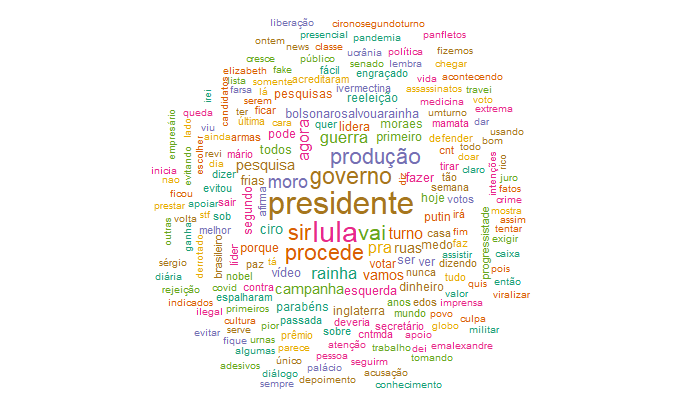 liberação cironosegundoturno
ontem presencial pandemia panfletos
news classe ucrânia política fizemos
cresce público senado lembra chegar
elizabeth fake fácil engraçado vida acontecendo
lista somente acreditaram ivermectina assassinatos travei
irei farsa lá pesquisas reeleição medicina voto
candidatos serem bolsonarosalvouarainha umturno extrema
queda última cara ter ficar quer lidera moraes mamata dar
empresário lado viu ainda armas pode agora guerra primeiro defender usando
evitando escolher revi mário todos produção cnt todo bom
inicia dia pesquisa tirar doar claro rico
nao dizer frias moro governo diz fazer tão intenções juro
ficou evitou semana fatos
prestar apoiar sair segundo afirma presidente hoje votos crime
outras volta stf sob putin irá mostra
ganha melhor ciro sir lula vai turno casa fim assim
derrotado brasileiro líder porque procede pra ruas medo faz progressistade tentar
sérgio paz tá votar ser ver assistir exigir
diária nobel vídeo rainha vamos nunca dizendo caixa
rejeição covid contra campanha esquerda dinheiro tudo quis pois então
indicados espalharam parabéns inglaterra anos edos valor imprensa viralizar
ilegal cultura primeiros passada deveria mundo povo culpa
evitar serve pior prêmio sobre cntmda secretário apoio globo militar
fique urnas parece atenção trabalho dei emalexandre
algumas único pessoa seguirm tomando
adesivos diálogo palácio acusação
sempre depoimento conhecimento